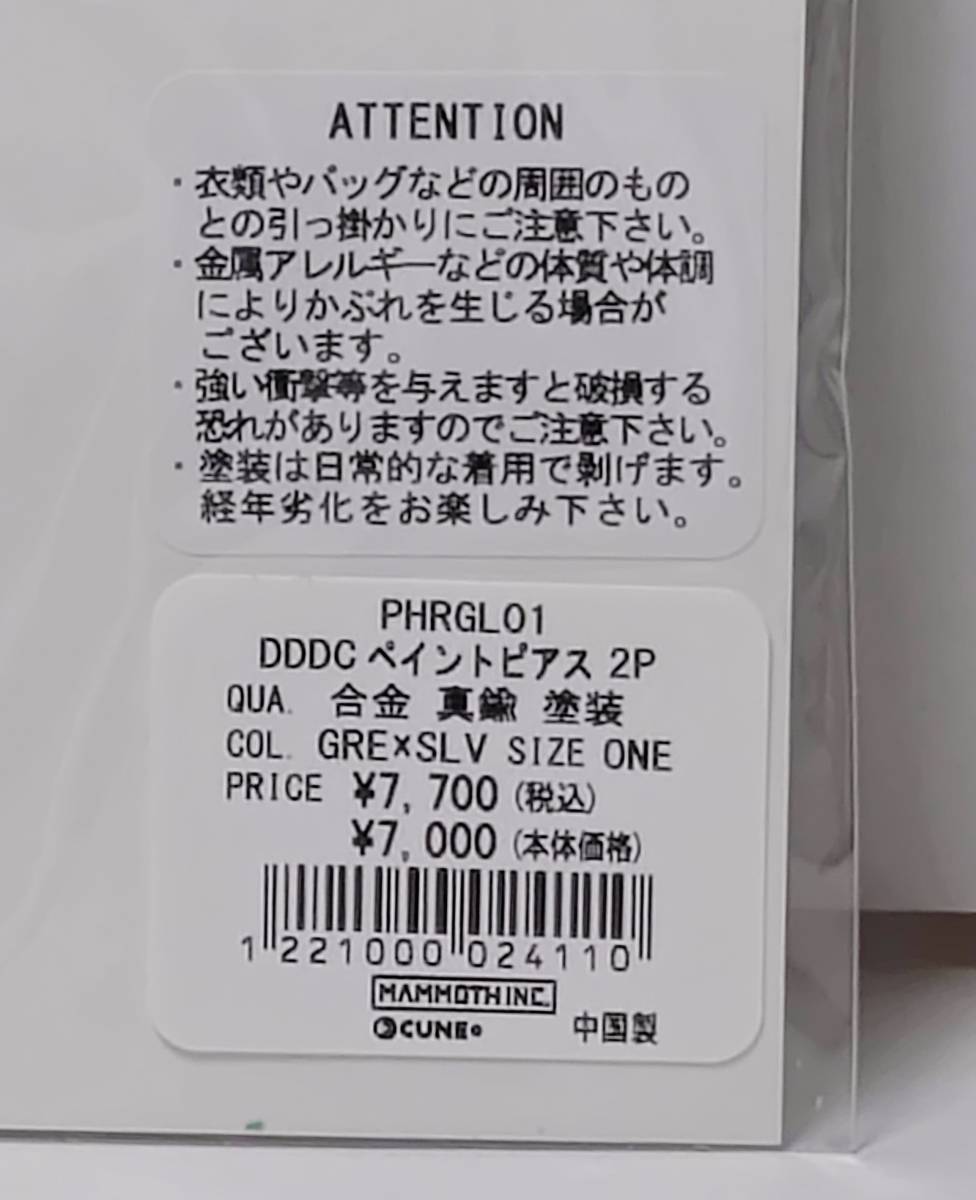 ATTENTION
・衣類やバッグなどの周囲のもの
との引っ掛かりにご注意下さい。
・金属アレルギーなどの体質や体調
によりかぶれを生じる場合が
ございます。
・強い衝撃等を与えますと破損する
恐れがありますのでご注意下さい。
・塗装は日常的な着用で剥げます。
経年劣化をお楽しみ下さい。
PHRGL01
DDDC ペイントピアス 2P
QUA. 合金 真鍮 塗装
COL. GRE×SLV SIZE ONE
PRICE ¥7,700 (税込)
¥7,000 (本体価格)
1 221000 024110
MAMMOTH INC.
CUNE 中国製